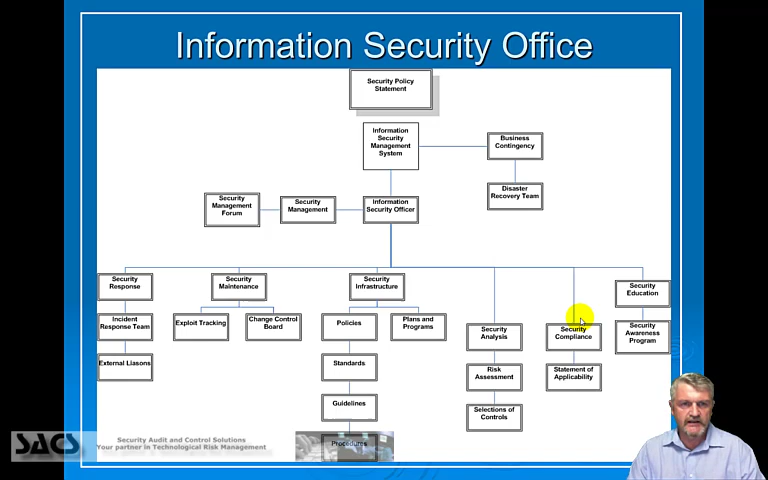 Information Security Office
Security Policy
Statement
Information
Security
Management
System
Business
Contingency
Disaster
Recovery Team
Security
Management
Forum
Security
Management
Information
Security Officer
Security
Response
Security
Maintenance
Security
Infrastructure
Security
Education
Incident
Response Team
Exploit Tracking
Change Control
Board
Policies
Plans and
Programs
Security
Analysis
Security
Compliance
Security
Awareness
Program
External Liasons
Standards
Risk
Assessment
Statement of
Applicability
Guidelines
Selections of
Controls
Procedures
SACS
Security Audit and Control Solutions
Your partner in Technological Risk Management